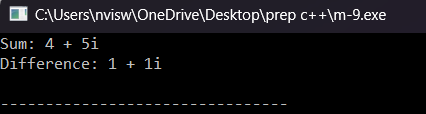 C:\Users\nvisw\OneDrive\Desktop\prep c++\m-9.exe
Sum: 4 + 5i
Difference: 1 + 1i
--------------------------------